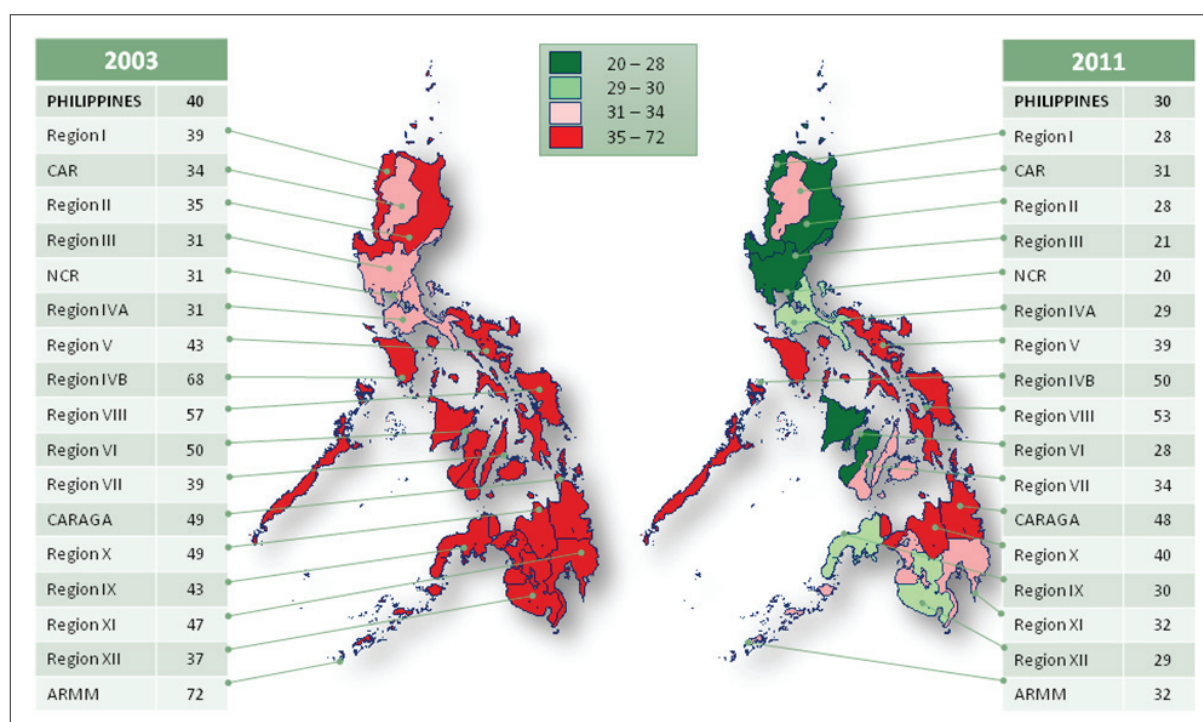 2003
PHILIPPINES 40
Region I 39
CAR 34
Region II 35
Region III 31
NCR 31
Region IVA 31
Region V 43
Region IVB 68
Region VIII 57
Region VI 50
Region VII 39
CARAGA 49
Region X 49
Region IX 43
Region XI 47
Region XII 37
ARMM 72
20 – 28
29 – 30
31 – 34
35 – 72
2011
PHILIPPINES 30
Region I 28
CAR 31
Region II 28
Region III 21
NCR 20
Region IVA 29
Region V 39
Region IVB 50
Region VIII 53
Region VI 28
Region VII 34
CARAGA 48
Region X 40
Region IX 30
Region XI 32
Region XII 29
ARMM 32